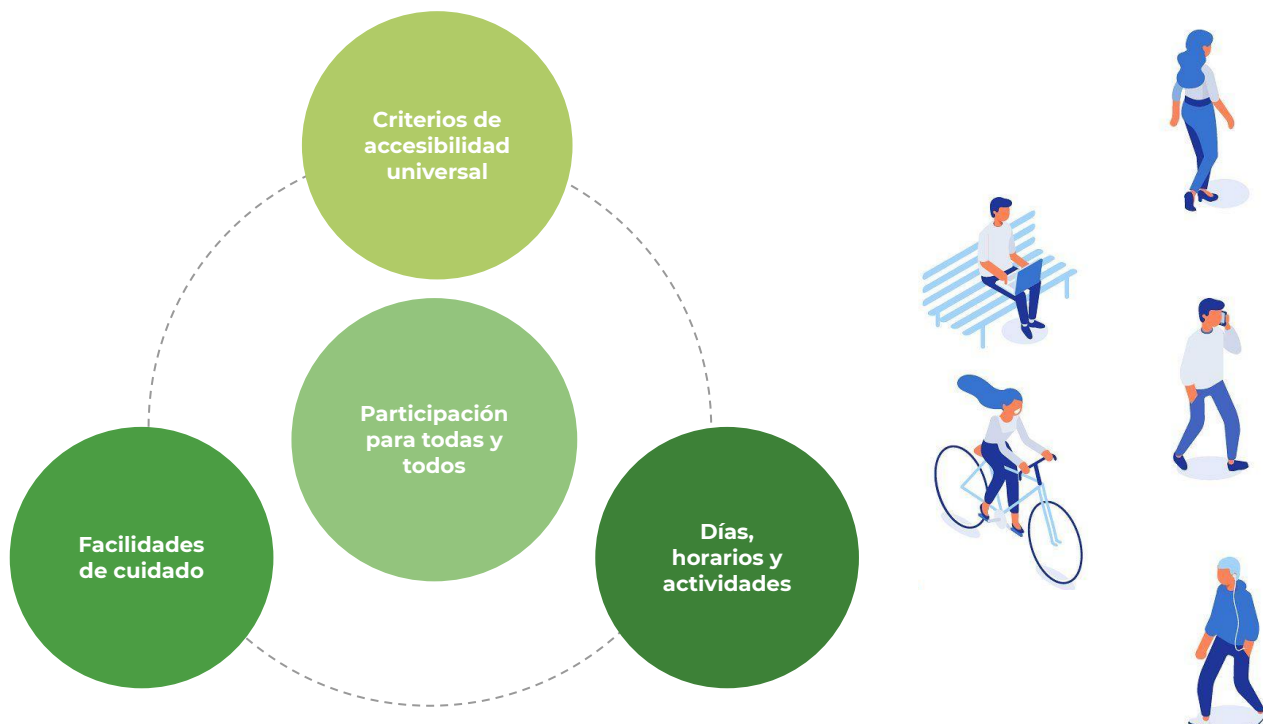 Criterios de
accesibilidad
universal
Participación
para todas y
todos
Facilidades
de cuidado
Días,
horarios y
actividades